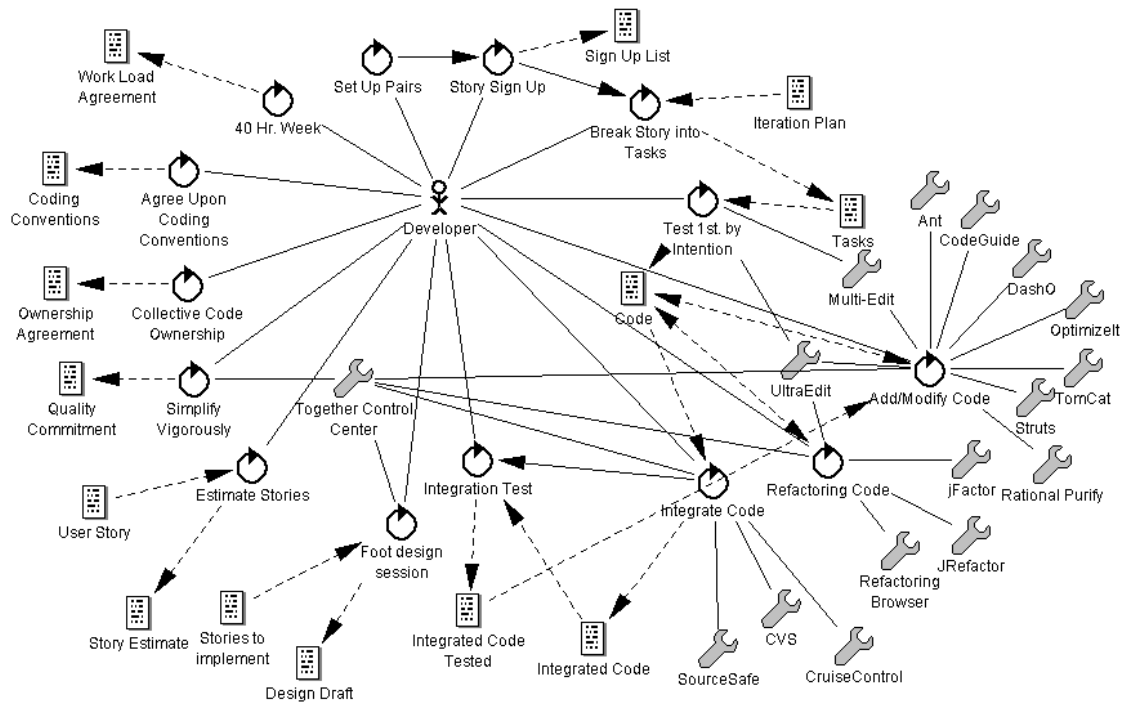 Sign Up List
Work Load
Agreement
Set Up Pairs
Story Sign Up
40 Hr. Week
Break Story into
Tasks
Iteration Plan
Coding
Conventions
Agree Upon
Coding
Conventions
Developer
Test 1st. by
Intention
Tasks
Ant
CodeGuide
DashO
Multi-Edit
Ownership
Agreement
Collective Code
Ownership
Code
OptimizeIt
Quality
Commitment
Simplify
Vigorously
Together Control
Center
UltraEdit
Add/Modify Code
TomCat
Struts
Estimate Stories
Integration Test
Integrate Code
Refactoring Code
jFactor
Rational Purify
User Story
Foot design
session
Refactoring
Browser
JRefactor
Story Estimate
Stories to
implement
Integrated Code
Tested
Integrated Code
CVS
SourceSafe
CruiseControl
Design Draft